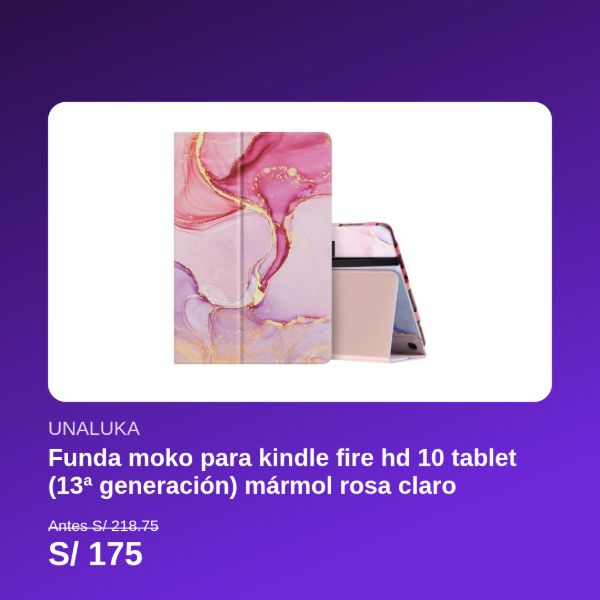 UNALUKA
Funda moko para kindle fire hd 10 tablet
(13ª generación) mármol rosa claro
Antes S/ 218.75
S/ 175